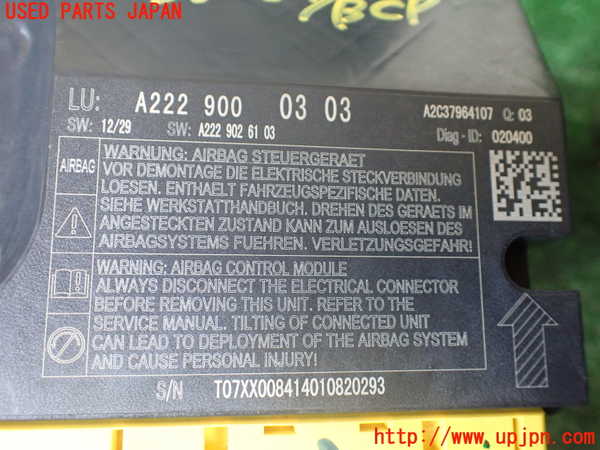 USED PARTS JAPAN
BCP
LU: A222 900 03 03
A2C37964107 Q: 03
SW: 12/29 SW: A222 902 61 03
Diag-ID: 020400
AIRBAG
WARNUNG: AIRBAG STEUERGERAET
VOR DEMONTAGE DIE ELEKTRISCHE STECKVERBINDUNG
LOESEN. ENTHAELT FAHRZEUGSPEZIFISCHE DATEN.
SIEHE WERKSTATTHANDBUCH. DREHEN DES GERAETS IM
ANGESTECKTEN ZUSTAND KANN ZUM AUSLOESEN DES
AIRBAGSYSTEMS FUEHREN. VERLETZUNGSGEFAHR!
WARNING: AIRBAG CONTROL MODULE
ALWAYS DISCONNECT THE ELECTRICAL CONNECTOR
BEFORE REMOVING THIS UNIT. REFER TO THE
SERVICE MANUAL. TILTING OF CONNECTED UNIT
CAN LEAD TO DEPLOYMENT OF THE AIRBAG SYSTEM
AND CAUSE PERSONAL INJURY!
S/N T07XX008414010820293
http://www.upjpn.com/